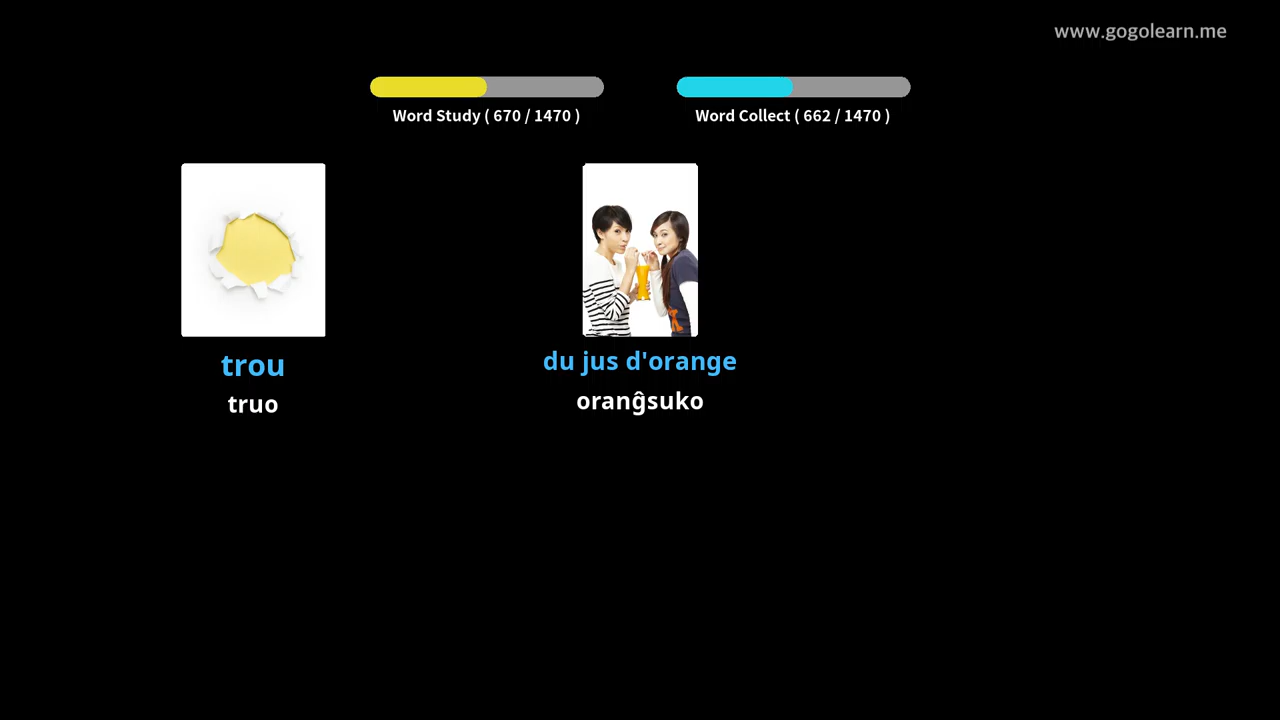 www.gogolearn.me
Word Study ( 670 / 1470 )
Word Collect ( 662 / 1470 )
trou
truo
du jus d'orange
oranĝsuko